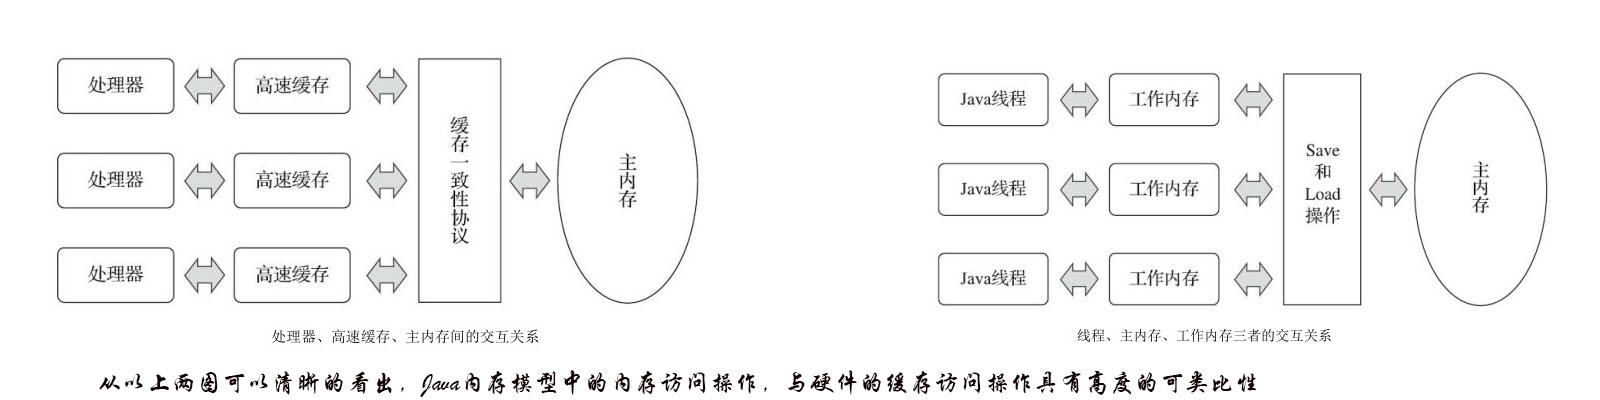 处理器
高速缓存
处理器
高速缓存
处理器
高速缓存
缓存一致性协议
主内存
处理器、高速缓存、主内存间的交互关系
Java线程
工作内存
Java线程
工作内存
Java线程
工作内存
Save
和
Load
操作
主内存
线程、主内存、工作内存三者的交互关系
从以上两图可以清晰的看出，Java内存模型中的内存访问操作，与硬件的缓存访问操作具有高度的可类比性